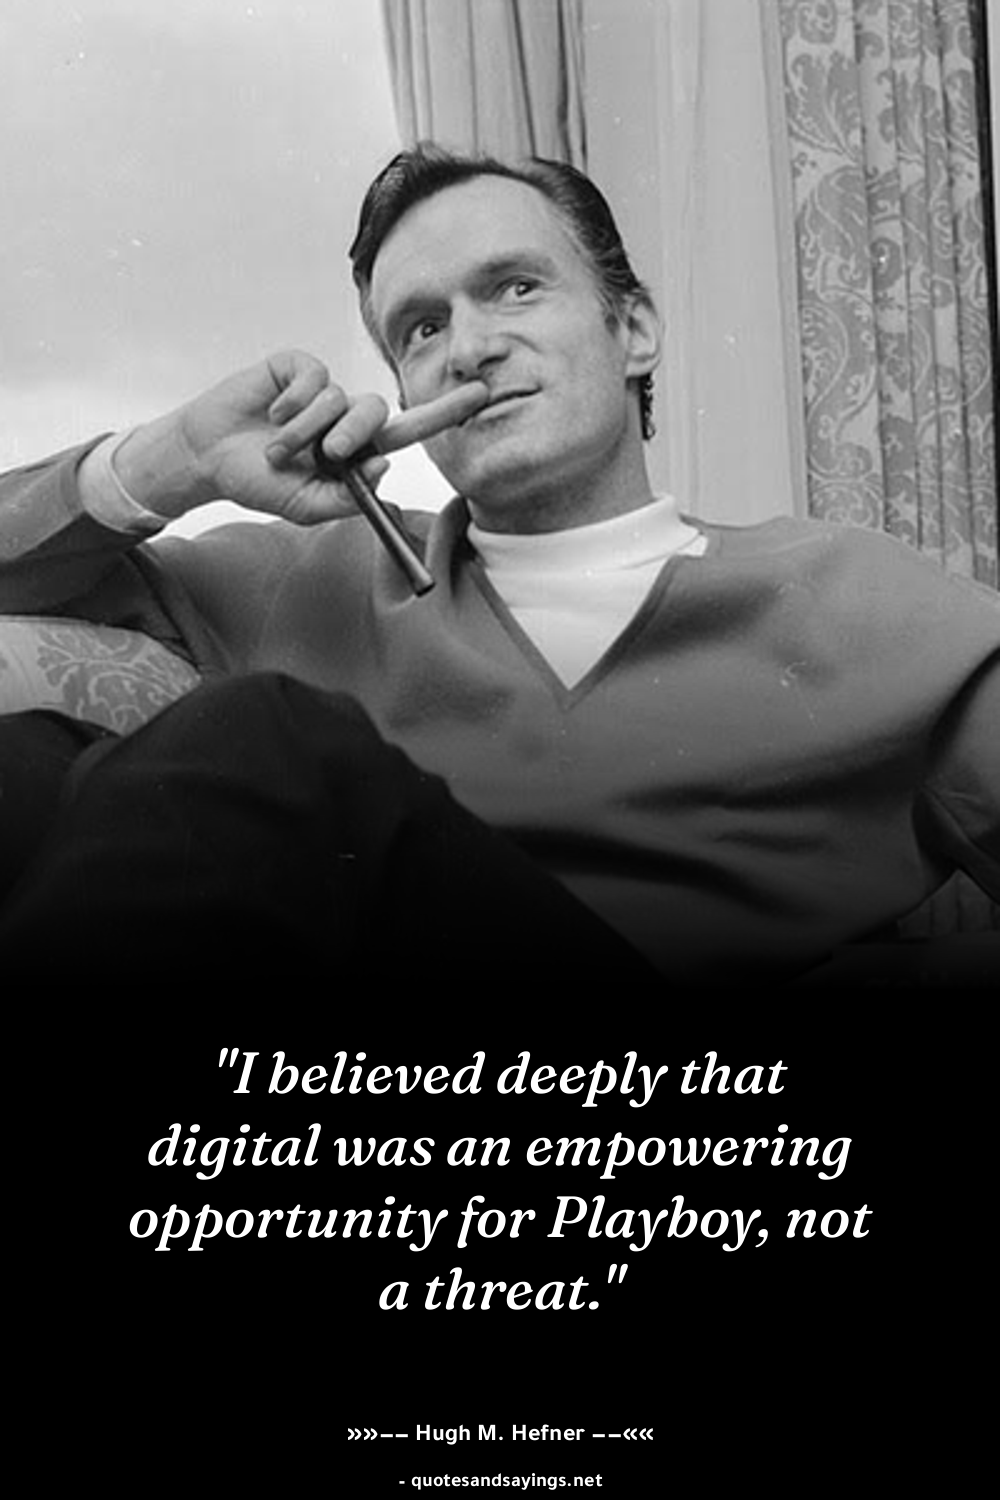 "I believed deeply that
digital was an empowering
opportunity for Playboy, not
a threat."
»»−− Hugh M. Hefner −−««
- quotesandsayings.net